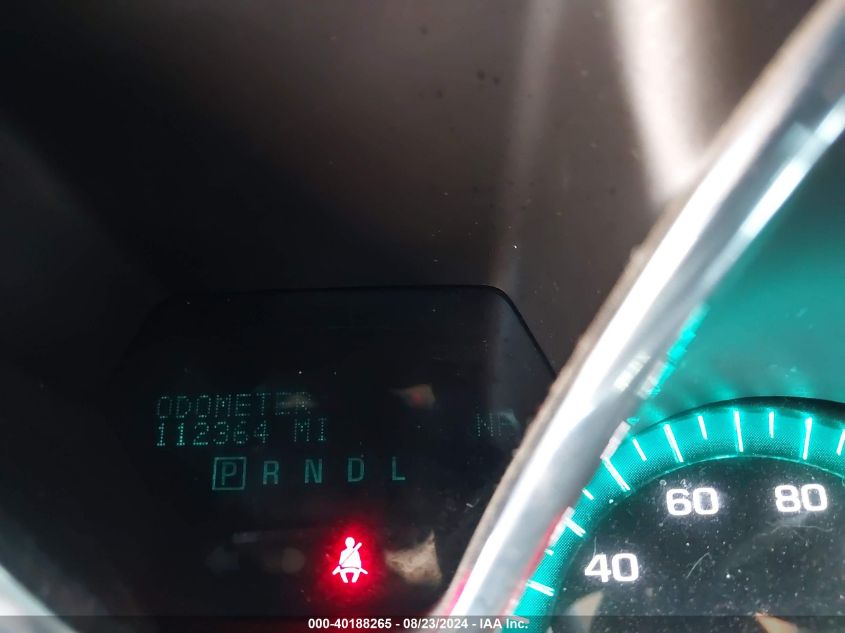 ODOMETER
112364 MI
P R N D L
60
80
40
000-40188265 - 08/23/2024 - IAA Inc.